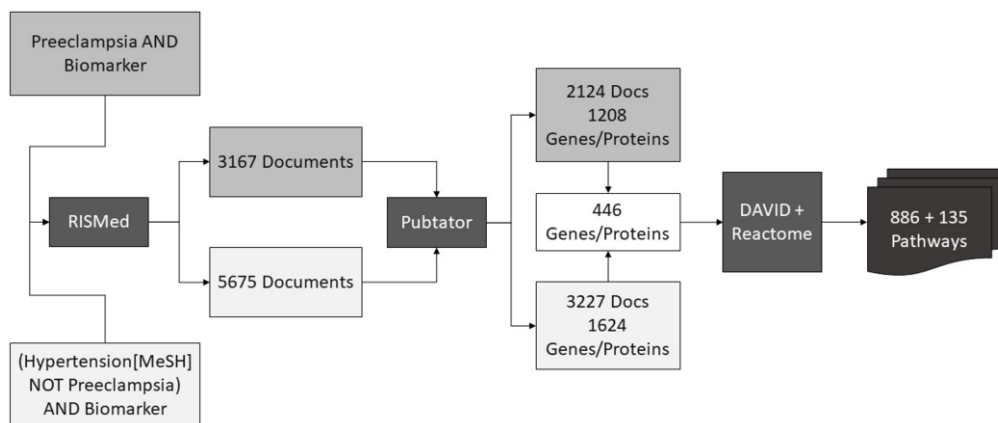 Preeclampsia AND
Biomarker
RISMed
(Hypertension[MeSH]
NOT Preeclampsia)
AND Biomarker
3167 Documents
5675 Documents
Pubtator
2124 Docs
1208
Genes/Proteins
446
Genes/Proteins
3227 Docs
1624
Genes/Proteins
DAVID +
Reactome
886 + 135
Pathways